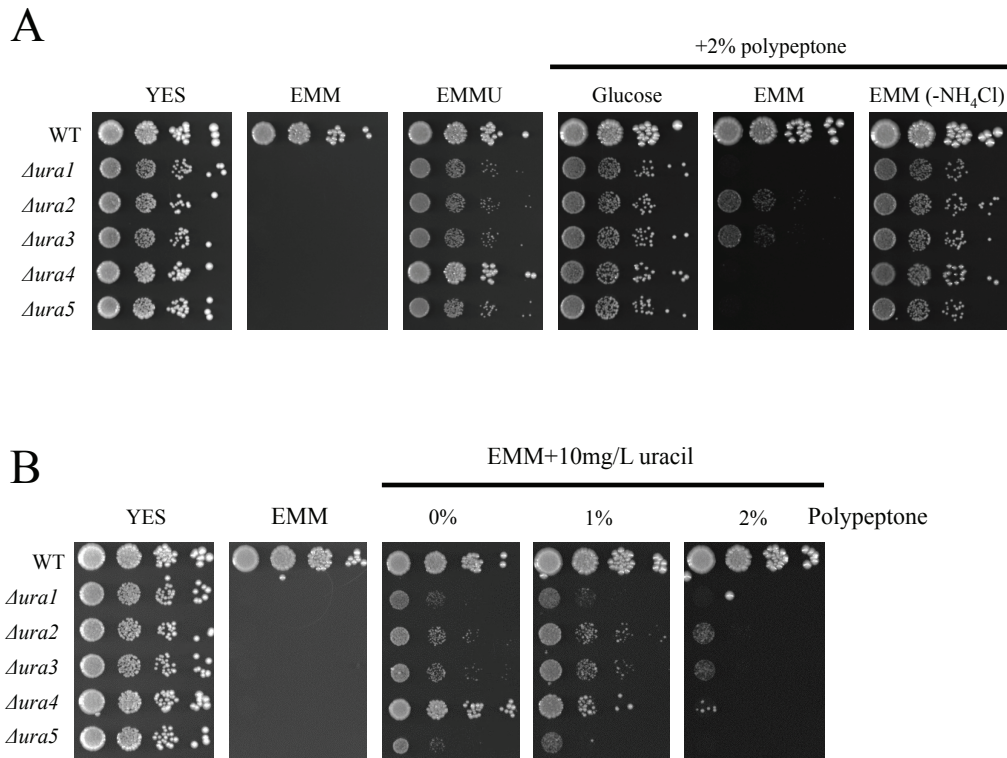 A
+2% polypeptone
YES EMM EMMU Glucose EMM EMM (-NH₄Cl)
WT
Δura1
Δura2
Δura3
Δura4
Δura5
B
EMM+10mg/L uracil
YES EMM 0% 1% 2% Polypeptone
WT
Δura1
Δura2
Δura3
Δura4
Δura5